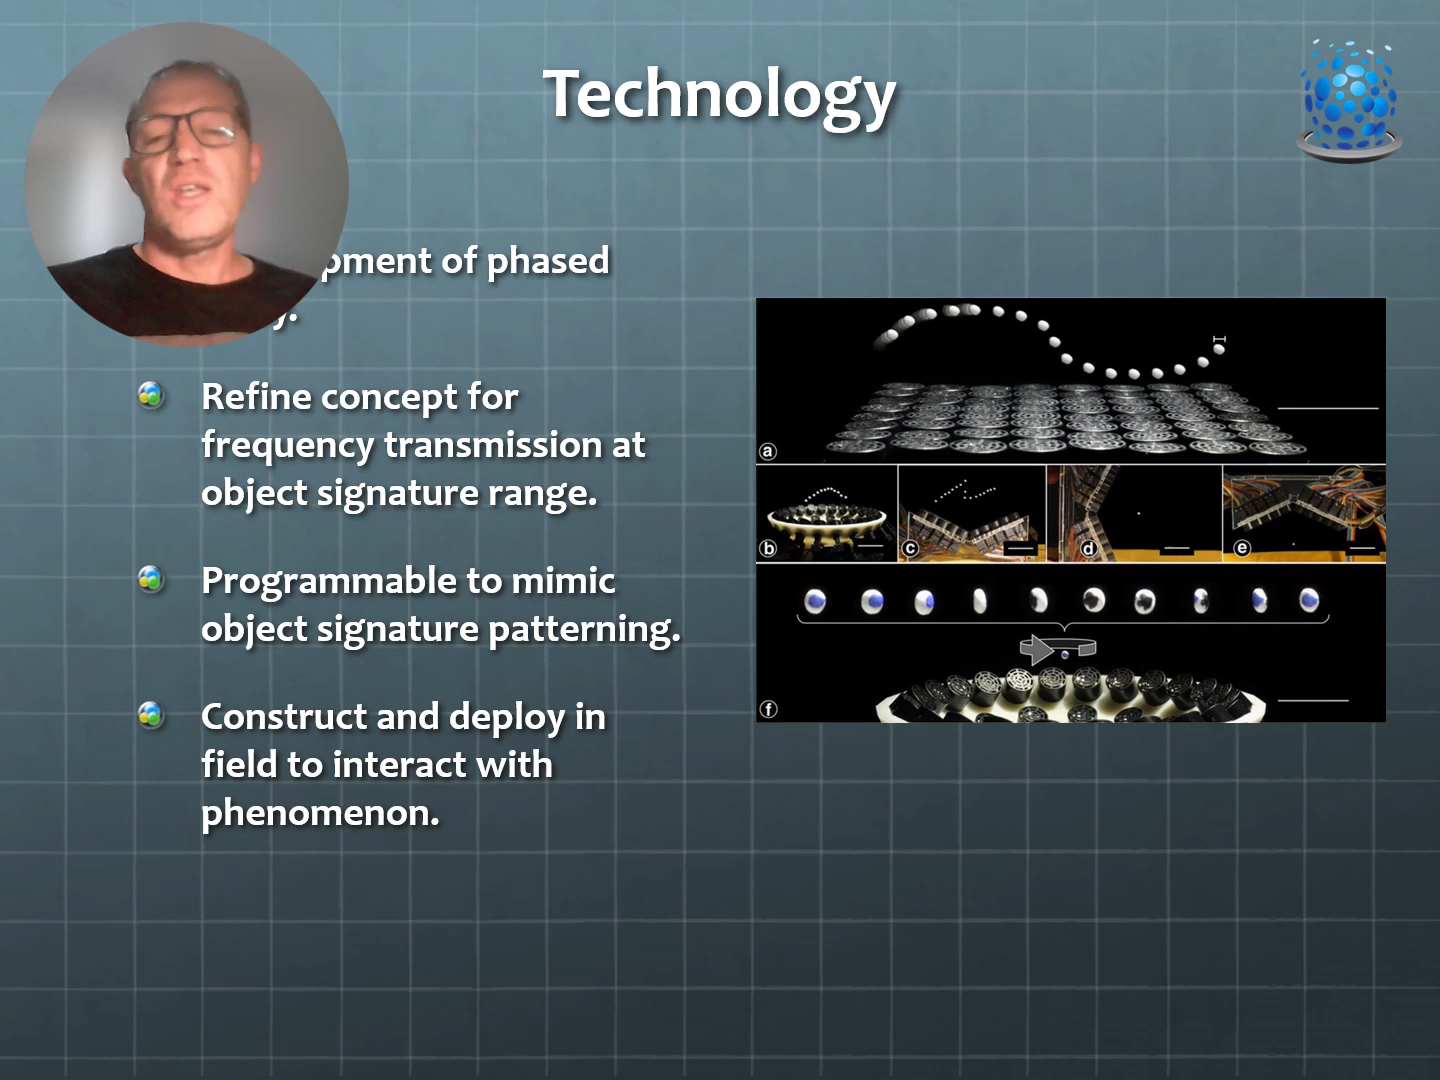 Technology
pment of phased
y.
Refine concept for
frequency transmission at
object signature range.
Programmable to mimic
object signature patterning.
Construct and deploy in
field to interact with
phenomenon.
a
b
c
d
e
f